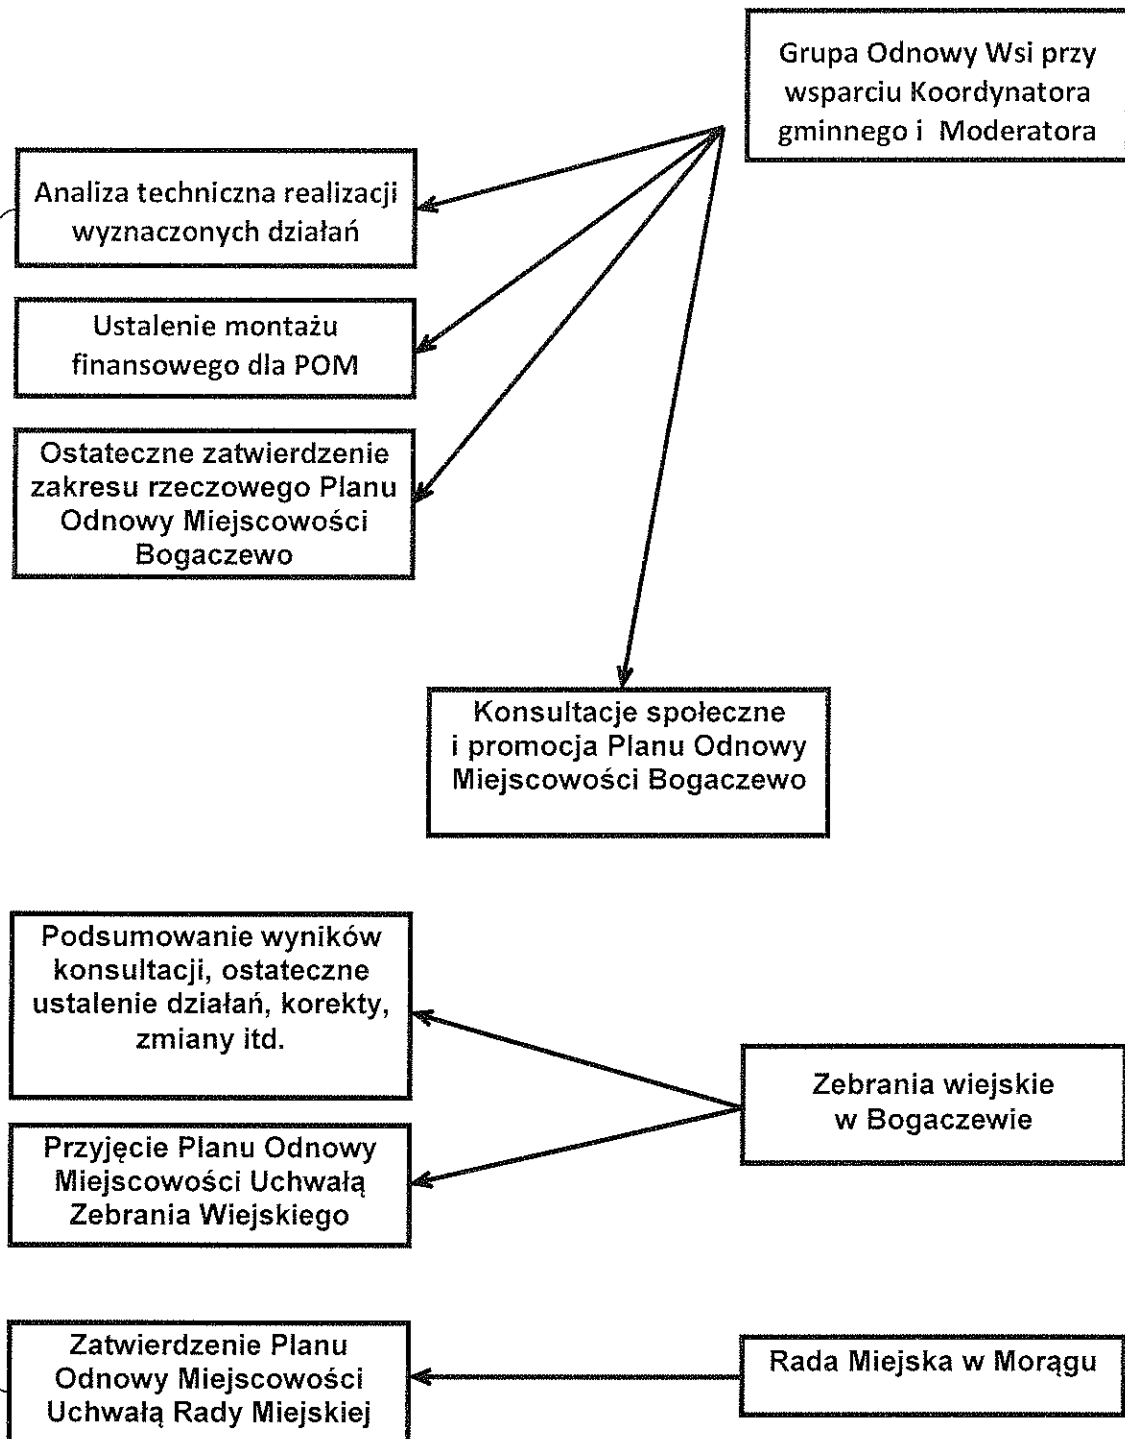 Grupa Odnowy Wsi przy
wsparciu Koordynatora
gminnego i Moderatora
Analiza techniczna realizacji
wyznaczonych działań
Ustalenie montażu
finansowego dla POM
Ostateczne zatwierdzenie
zakresu rzeczowego Planu
Odnowy Miejscowości
Bogaczewo
Konsultacje społeczne
i promocja Planu Odnowy
Miejscowości Bogaczewo
Podsumowanie wyników
konsultacji, ostateczne
ustalenie działań, korekty,
zmiany itd.
Zebrania wiejskie
w Bogaczewie
Przyjęcie Planu Odnowy
Miejscowości Uchwałą
Zebrania Wiejskiego
Zatwierdzenie Planu
Odnowy Miejscowości
Uchwałą Rady Miejskiej
Rada Miejska w Morągu